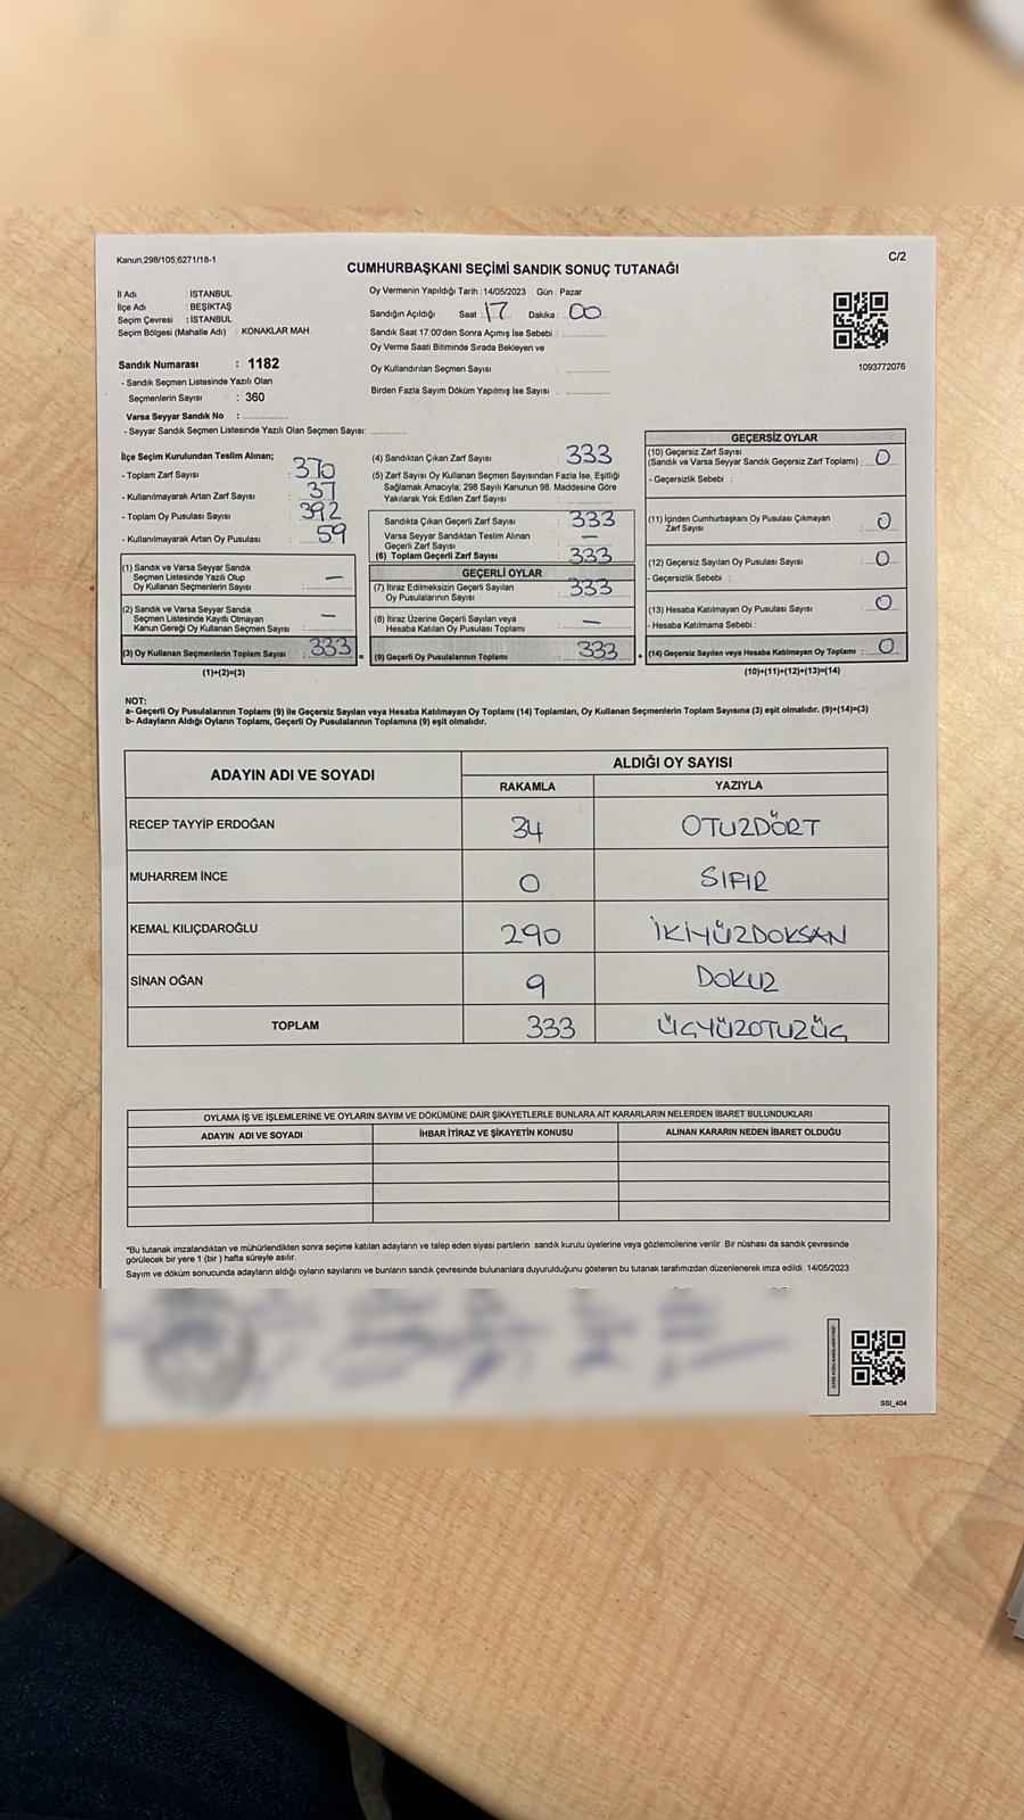 Kanun,298/105,6271/18-1
C/2
CUMHURBAŞKANI SEÇİMİ SANDIK SONUÇ TUTANAĞI
İl Adı : İSTANBUL
İlçe Adı : BEŞİKTAŞ
Seçim Çevresi : İSTANBUL
Seçim Bölgesi (Mahalle Adı) KONAKLAR MAH
Sandık Numarası : 1182
- Sandık Seçmen Listesinde Yazılı Olan
Seçmenlerin Sayısı : 360
Varsa Seyyar Sandık No :
- Seyyar Sandık Seçmen Listesinde Yazılı Olan Seçmen Sayısı:
Oy Vermenin Yapıldığı Tarih : 14/05/2023 Gün : Pazar
Sandığın Açıldığı Saat : 17 Dakika : 00
Sandık Saat 17:00'den Sonra Açılmış İse Sebebi :
Oy Verme Saati Bitiminde Sırada Bekleyen ve
Oy Kullandırılan Seçmen Sayısı
Birden Fazla Sayım Döküm Yapılmış İse Sayısı :
1093772076
İlçe Seçim Kurulundan Teslim Alınan;
- Toplam Zarf Sayısı : 370
- Kullanılmayarak Artan Zarf Sayısı : 37
- Toplam Oy Pusulası Sayısı : 392
- Kullanılmayarak Artan Oy Pusulası : 59
(1) Sandık ve Varsa Seyyar Sandık
Seçmen Listesinde Yazılı Olup
Oy Kullanan Seçmenlerin Sayısı : —
(2) Sandık ve Varsa Seyyar Sandık
Seçmen Listesinde Kayıtlı Olmayan
Kanun Gereği Oy Kullanan Seçmen Sayısı : —
(3) Oy Kullanan Seçmenlerin Toplam Sayısı : 333
(1)+(2)=(3)
(4) Sandıktan Çıkan Zarf Sayısı : 333
(5) Zarf Sayısı Oy Kullanan Seçmen Sayısından Fazla İse, Eşitliği
Sağlamak Amacıyla; 298 Sayılı Kanunun 98. Maddesine Göre
Yakılarak Yok Edilen Zarf Sayısı
Sandıkta Çıkan Geçerli Zarf Sayısı : 333
Varsa Seyyar Sandıktan Teslim Alınan
Geçerli Zarf Sayısı : —
(6) Toplam Geçerli Zarf Sayısı : 333
GEÇERLİ OYLAR
(7) İtiraz Edilmeksizin Geçerli Sayılan
Oy Pusulalarının Sayısı : 333
(8) İtiraz Üzerine Geçerli Sayılan veya
Hesaba Katılan Oy Pusulası Toplamı : —
(9) Geçerli Oy Pusulalarının Toplamı : 333
GEÇERSİZ OYLAR
(10) Geçersiz Zarf Sayısı
(Sandık ve Varsa Seyyar Sandık Geçersiz Zarf Toplamı) : 0
- Geçersizlik Sebebi :
(11) İçinden Cumhurbaşkanı Oy Pusulası Çıkmayan
Zarf Sayısı : 0
(12) Geçersiz Sayılan Oy Pusulası Sayısı : 0
- Geçersizlik Sebebi :
(13) Hesaba Katılmayan Oy Pusulası Sayısı : 0
- Hesaba Katılmama Sebebi :
(14) Geçersiz Sayılan veya Hesaba Katılmayan Oy Toplamı : 0
(10)+(11)+(12)+(13)=(14)
NOT:
a- Geçerli Oy Pusulalarının Toplamı (9) ile Geçersiz Sayılan veya Hesaba Katılmayan Oy Toplamı (14) Toplamları, Oy Kullanan Seçmenlerin Toplam Sayısına (3) eşit olmalıdır. (9)+(14)=(3)
b- Adayların Aldığı Oyların Toplamı, Geçerli Oy Pusulalarının Toplamına (9) eşit olmalıdır.
ADAYIN ADI VE SOYADI
ALDIĞI OY SAYISI
RAKAMLA YAZIYLA
RECEP TAYYİP ERDOĞAN 34 OTUZDÖRT
MUHARREM İNCE 0 SIFIR
KEMAL KILIÇDAROĞLU 290 İKİYÜZDOKSAN
SİNAN OĞAN 9 DOKUZ
TOPLAM 333 ÜÇYÜZOTUZÜÇ
OYLAMA İŞ VE İŞLEMLERİNE VE OYLARIN SAYIM VE DÖKÜMÜNE DAİR ŞİKAYETLERLE BUNLARA AİT KARARLARIN NELERDEN İBARET BULUNDUKLARI
ADAYIN ADI VE SOYADI İHBAR İTİRAZ VE ŞİKAYETİN KONUSU ALINAN KARARIN NEDEN İBARET OLDUĞU
*Bu tutanak imzalandıktan ve mühürlendikten sonra seçime katılan adayların ve talep eden siyasi partilerin sandık kurulu üyelerine veya gözlemcilerine verilir. Bir nüshası da sandık çevresinde
görülecek bir yere 1 (bir) hafta süreyle asılır.
Sayım ve döküm sonucunda adayların aldığı oyların sayılarını ve bunların sandık çevresinde bulunanlara duyurulduğunu gösteren bu tutanak tarafımızdan düzenlenerek imza edildi. 14/05/2023
SSI_404